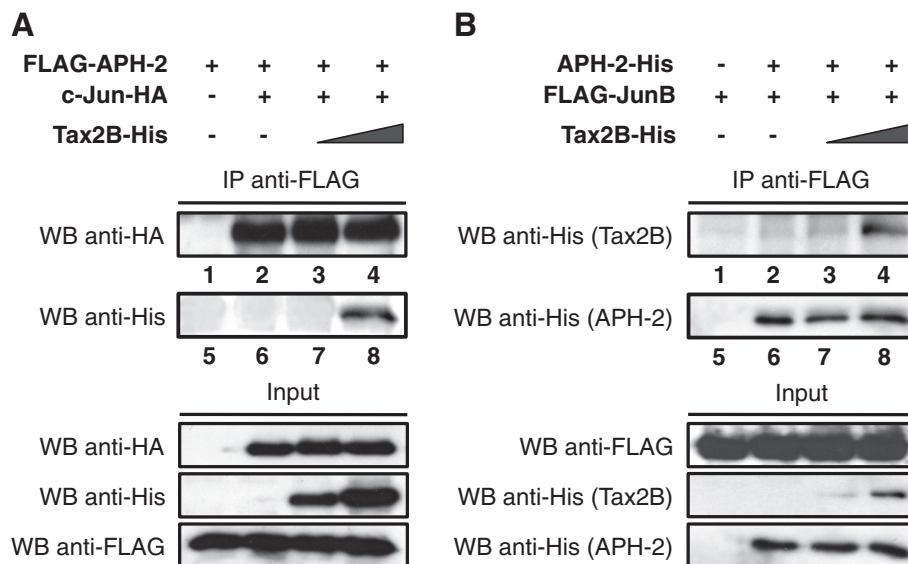 A
FLAG-APH-2 + + + +
c-Jun-HA - + + +
Tax2B-His - -
IP anti-FLAG
WB anti-HA
1 2 3 4
WB anti-His
5 6 7 8
Input
WB anti-HA
WB anti-His
WB anti-FLAG
B
APH-2-His - + + +
FLAG-JunB + + + +
Tax2B-His - -
IP anti-FLAG
WB anti-His (Tax2B)
1 2 3 4
WB anti-His (APH-2)
5 6 7 8
Input
WB anti-FLAG
WB anti-His (Tax2B)
WB anti-His (APH-2)